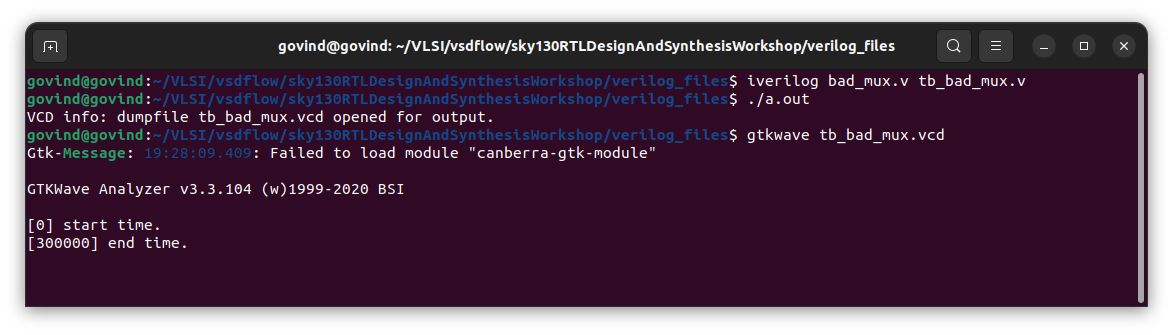 govind@govind: ~/VLSI/vsdflow/sky130RTLDesignAndSynthesisWorkshop/verilog_files
govind@govind:~/VLSI/vsdflow/sky130RTLDesignAndSynthesisWorkshop/verilog_files$ iverilog bad_mux.v tb_bad_mux.v
govind@govind:~/VLSI/vsdflow/sky130RTLDesignAndSynthesisWorkshop/verilog_files$ ./a.out
VCD info: dumpfile tb_bad_mux.vcd opened for output.
govind@govind:~/VLSI/vsdflow/sky130RTLDesignAndSynthesisWorkshop/verilog_files$ gtkwave tb_bad_mux.vcd
Gtk-Message: 19:28:09.409: Failed to load module "canberra-gtk-module"
GTKWave Analyzer v3.3.104 (w)1999-2020 BSI
[0] start time.
[300000] end time.